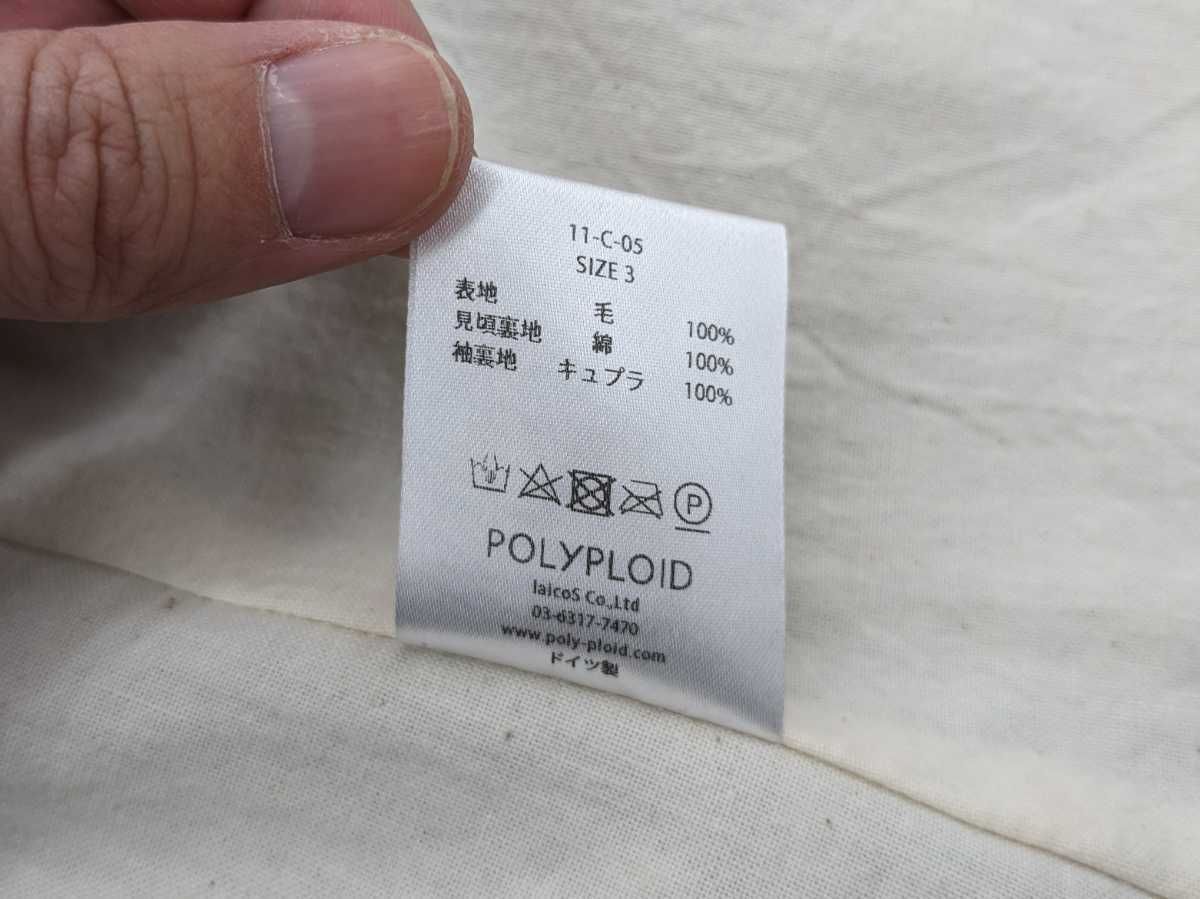 11-C-05
SIZE 3
表地 毛 100%
見頃裏地 綿 100%
袖裏地 キュプラ 100%
P
POLYPLOID
laicoS Co.,Ltd
03-6317-7470
www.poly-ploid.com
ドイツ製